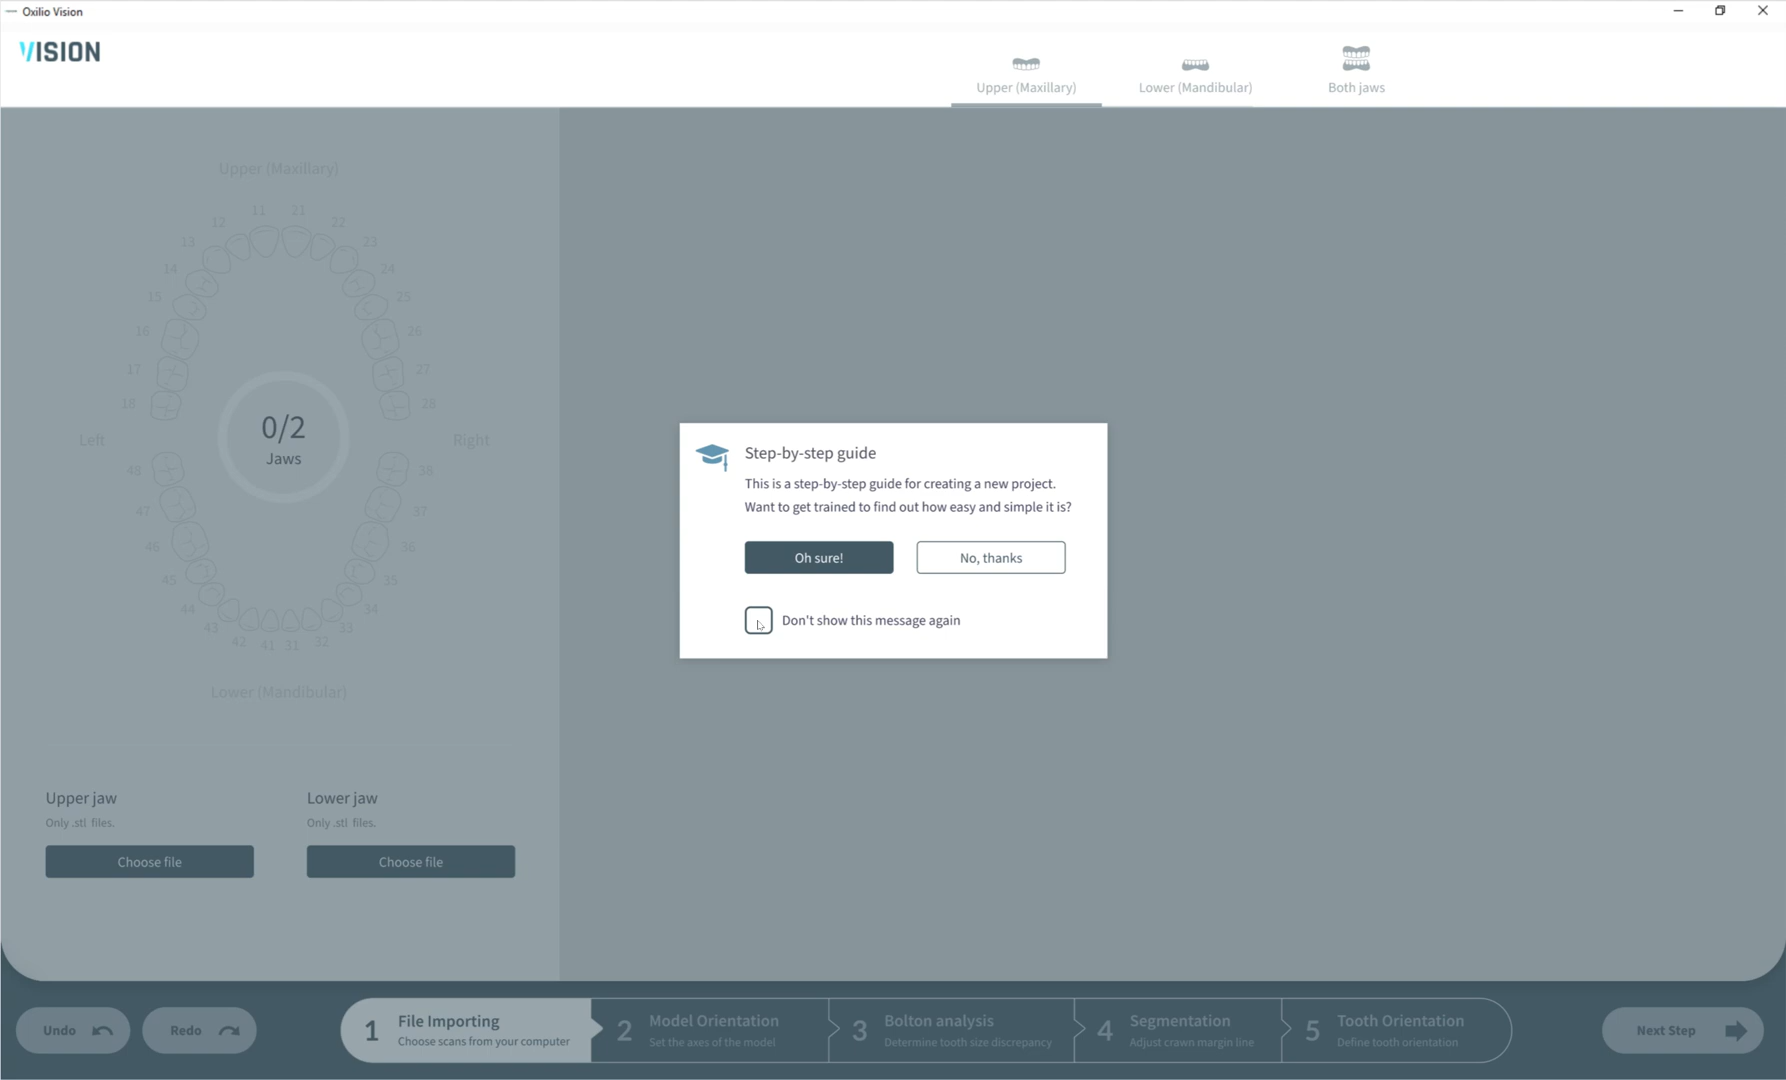 Oxilio Vision
VISION
Upper (Maxillary)
Lower (Mandibular)
Both jaws
Upper (Maxillary)
11 21
12 22
13 23
14 24
15 25
16 26
17 27
18 28
0/2
Jaws
Left Right
48 38
47 37
46 36
45 35
44 34
43 33
42 41 31 32
Lower (Mandibular)
Step-by-step guide
This is a step-by-step guide for creating a new project.
Want to get trained to find out how easy and simple it is?
Oh sure!
No, thanks
Don't show this message again
Upper jaw
Only .stl files.
Choose file
Lower jaw
Only .stl files.
Choose file
Undo
Redo
1
File Importing
Choose scans from your computer
2
Model Orientation
Set the axes of the model
3
Bolton analysis
Determine tooth size discrepancy
4
Segmentation
Adjust crawn margin line
5
Tooth Orientation
Define tooth orientation
Next Step